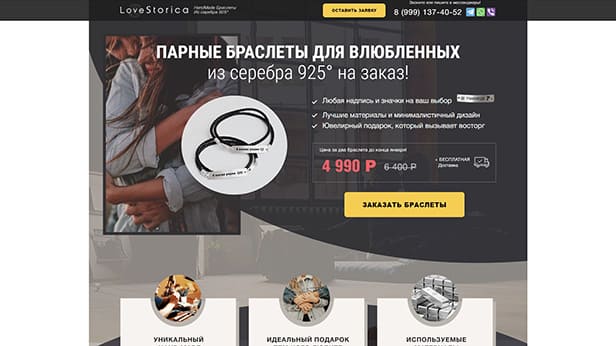 LoveStorica
HandMade Браслеты
Из серебра 925°
ОСТАВИТЬ ЗАЯВКУ
Звоните или пишите в мессенджеры!
8 (999) 137-40-52
ПАРНЫЕ БРАСЛЕТЫ ДЛЯ ВЛЮБЛЕННЫХ
из серебра 925° на заказ!
Любая надпись и значки на ваш выбор
Лучшие материалы и минималистичный дизайн
Ювелирный подарок, который вызывает восторг
Цена за два браслета до конца января!
4 990 Р 6 400 Р
+ БЕСПЛАТНАЯ
Доставка
ЗАКАЗАТЬ БРАСЛЕТЫ
УНИКАЛЬНЫЙ
ИДЕАЛЬНЫЙ ПОДАРОК
ИСПОЛЬЗУЕМЫЕ